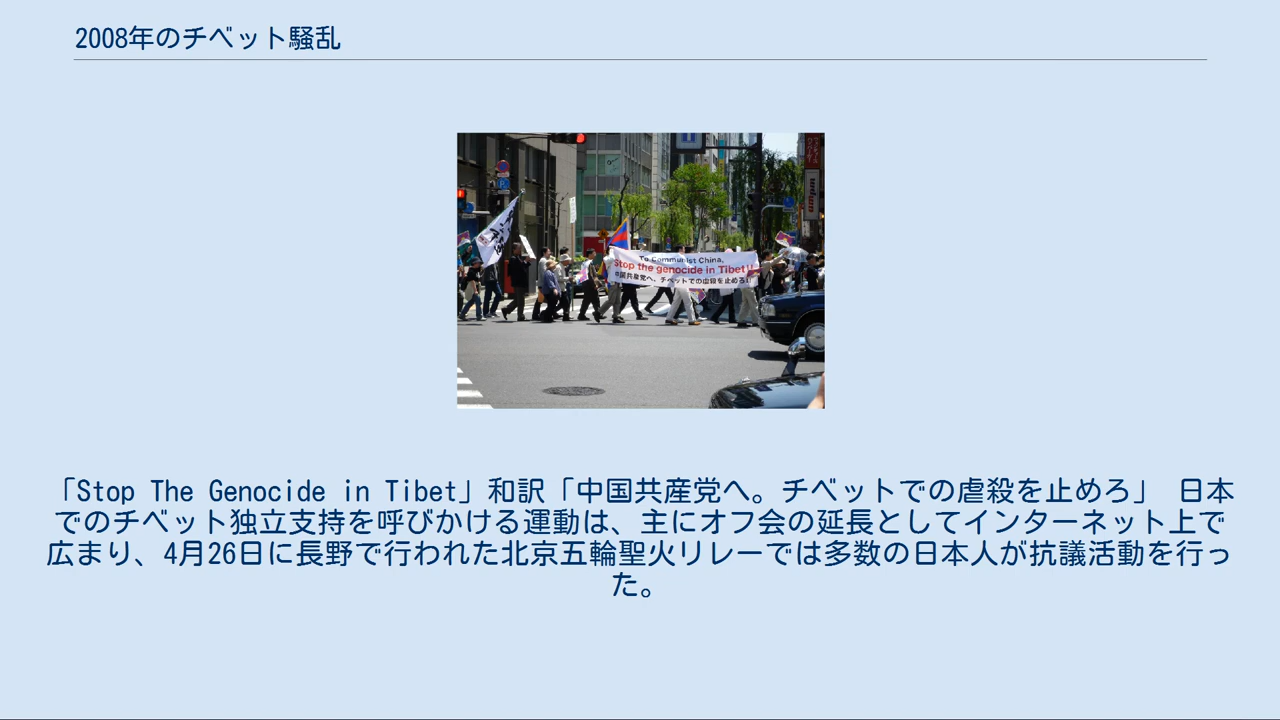 2008年のチベット騒乱
To Communist China,
Stop the genocide in Tibet!!
中国共産党へ、チベットでの虐殺を止めろ!!
「Stop The Genocide in Tibet」和訳「中国共産党へ。チベットでの虐殺を止めろ」 日本
でのチベット独立支持を呼びかける運動は、主にオフ会の延長としてインターネット上で
広まり、4月26日に長野で行われた北京五輪聖火リレーでは多数の日本人が抗議活動を行っ
た。